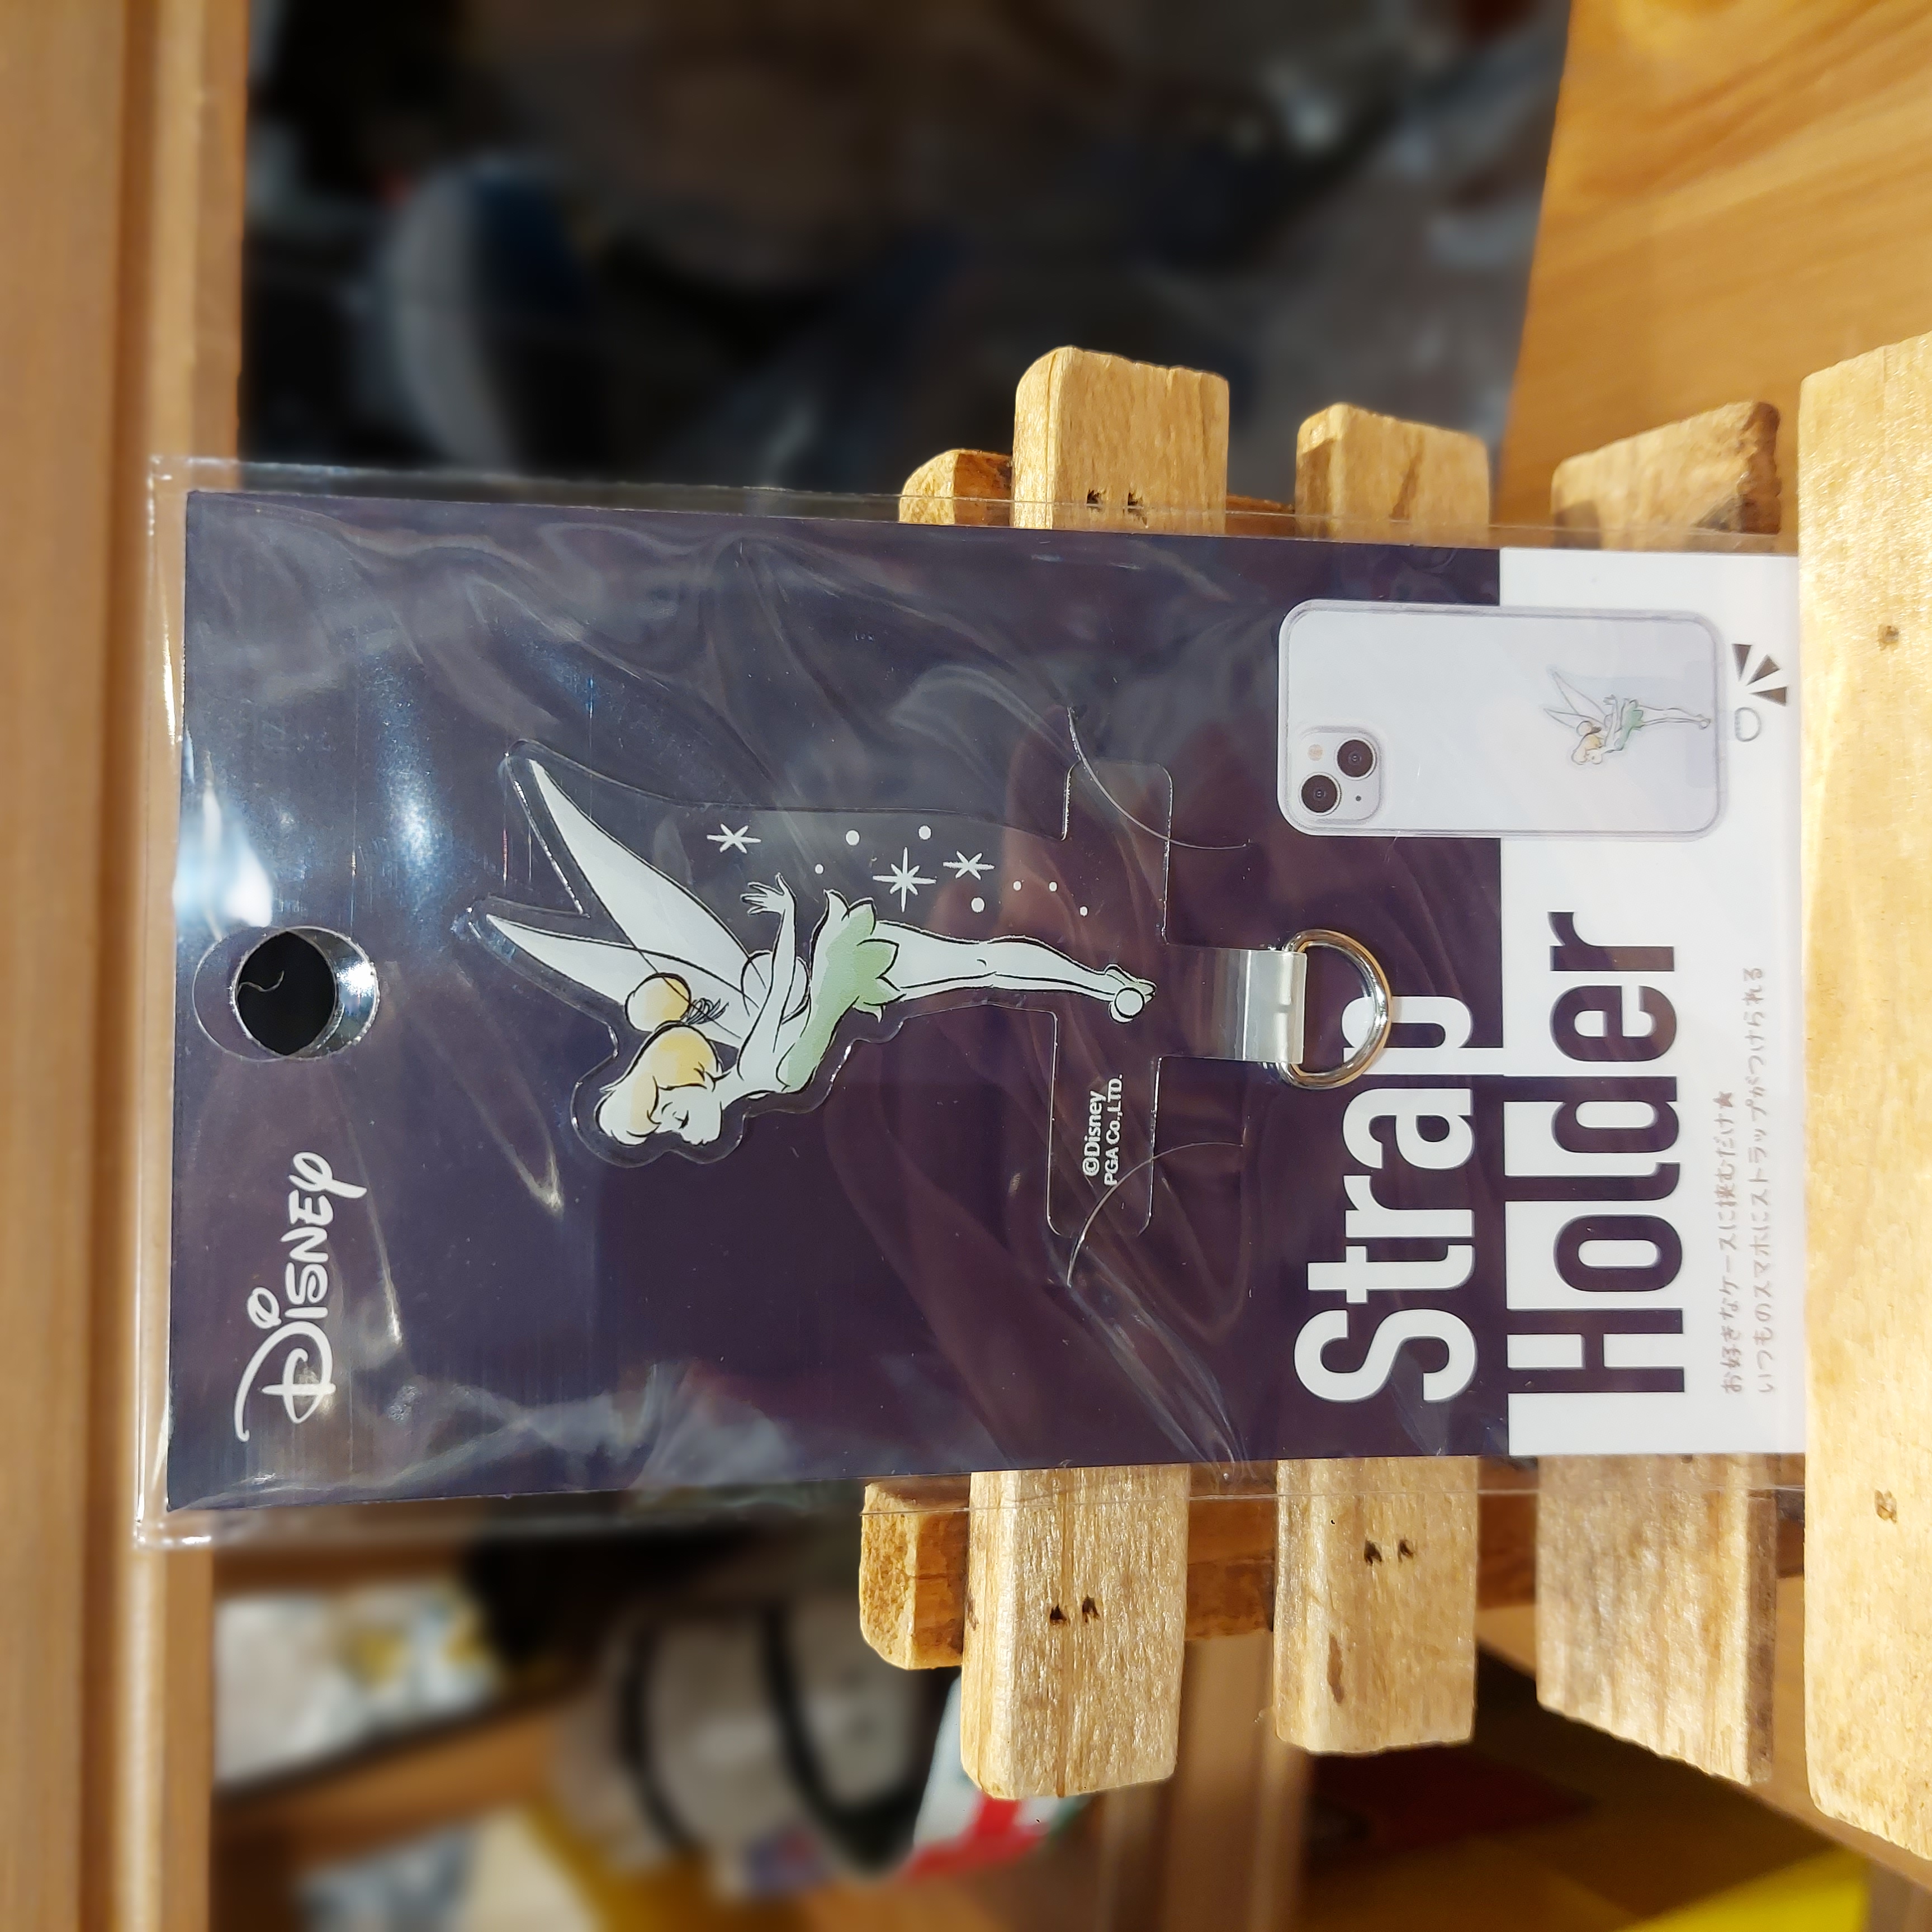 Disney
©Disney
PGA Co.,LTD.
Strap
Holder
お好きなケースに挟むだけ★
いつものスマホにストラップがつけられる